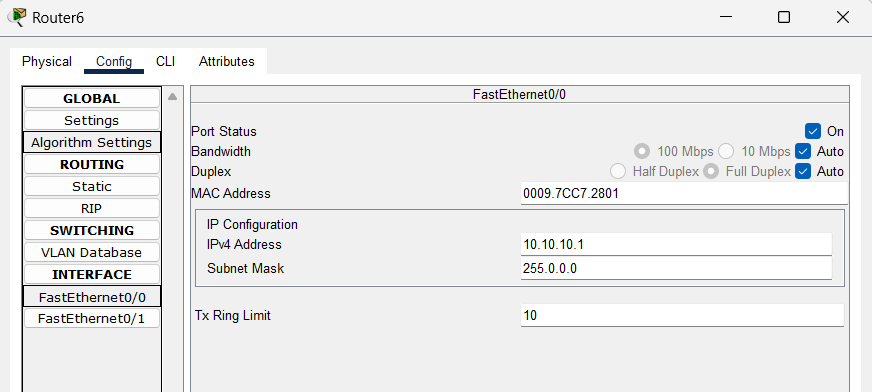 Router6
Physical Config CLI Attributes
GLOBAL
Settings
Algorithm Settings
ROUTING
Static
RIP
SWITCHING
VLAN Database
INTERFACE
FastEthernet0/0
FastEthernet0/1
FastEthernet0/0
Port Status On
Bandwidth 100 Mbps 10 Mbps Auto
Duplex Half Duplex Full Duplex Auto
MAC Address 0009.7CC7.2801
IP Configuration
IPv4 Address 10.10.10.1
Subnet Mask 255.0.0.0
Tx Ring Limit 10